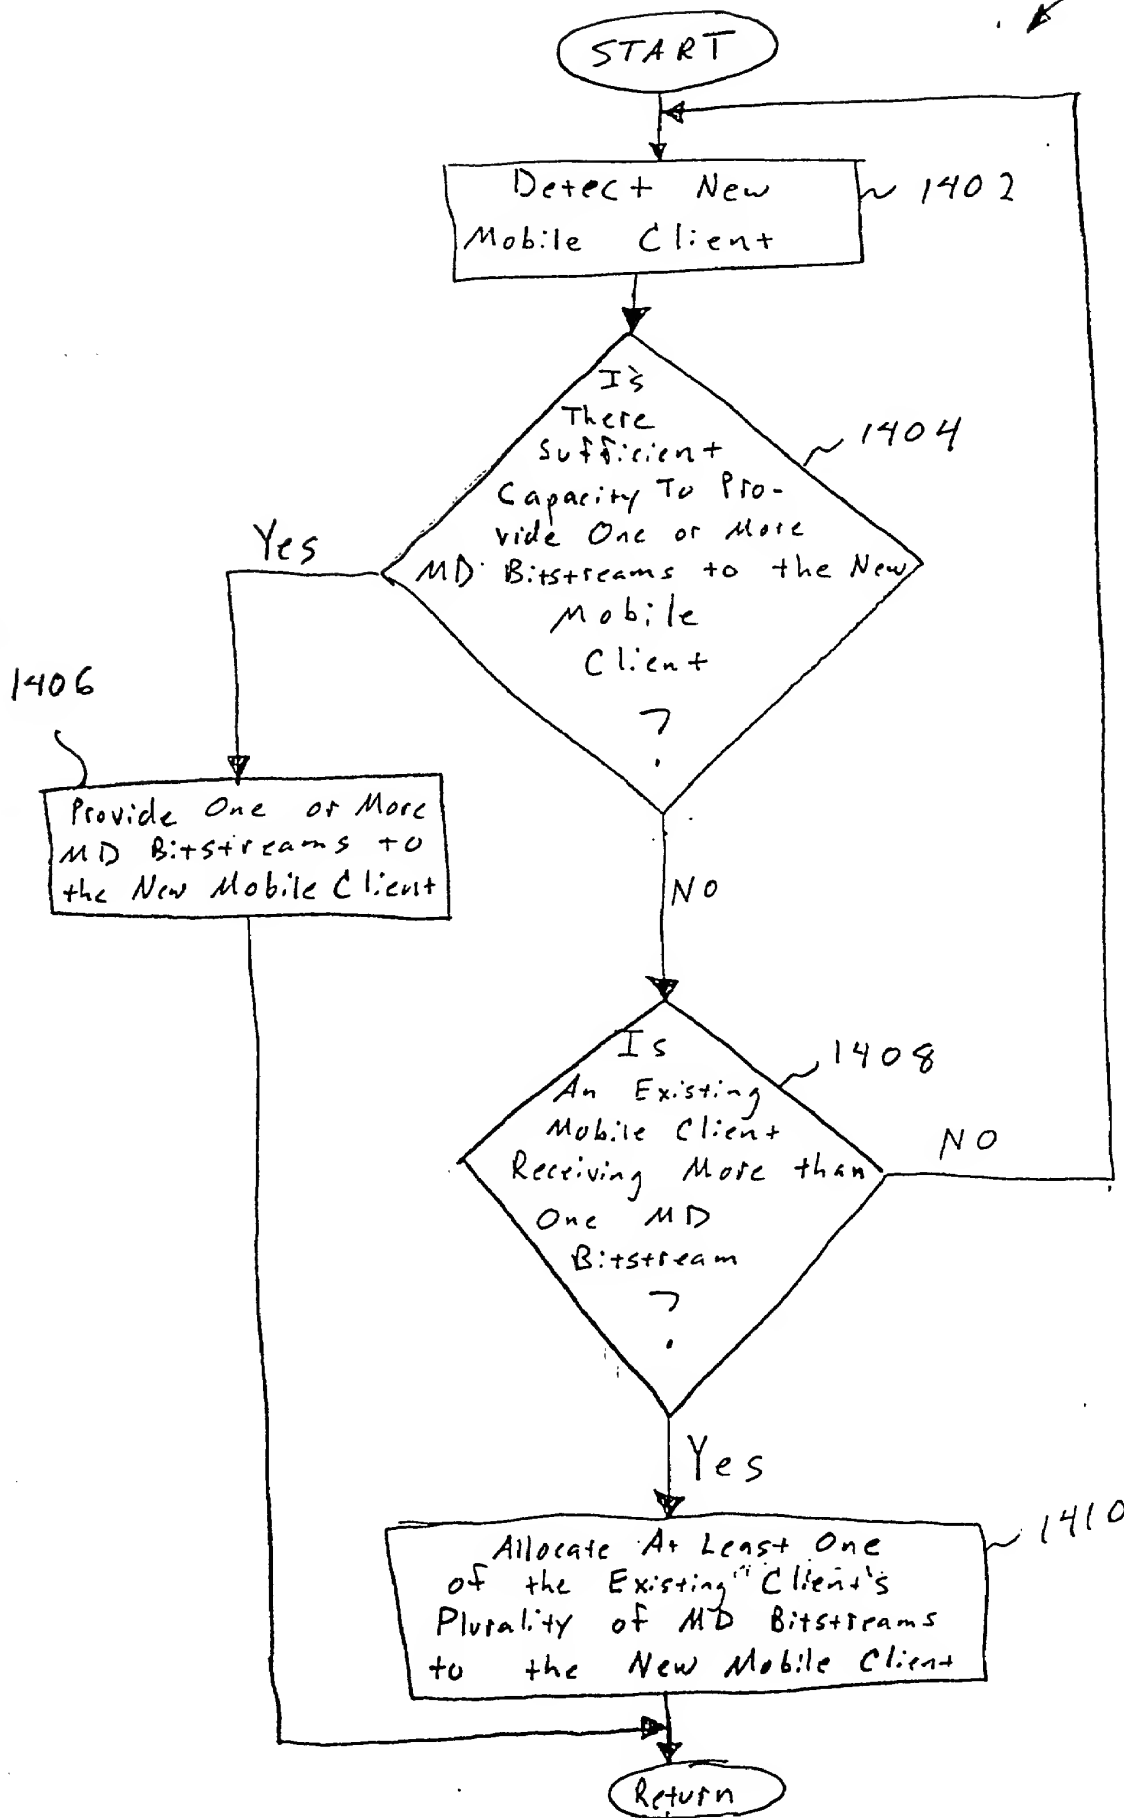 START
Detect New
Mobile Client
1402
Is
There
Sufficient
Capacity To Pro-
vide One or More
MD Bitstreams to the New
Mobile
Client
?
1404
Yes
1406
Provide One or More
MD Bitstreams to
the New Mobile Client
NO
Is
An Existing
Mobile Client
Receiving More than
One MD
Bitstream
?
1408
NO
Yes
Allocate At Least One
of the Existing Client's
Plurality of MD Bitstreams
to the New Mobile Client
1410
Return